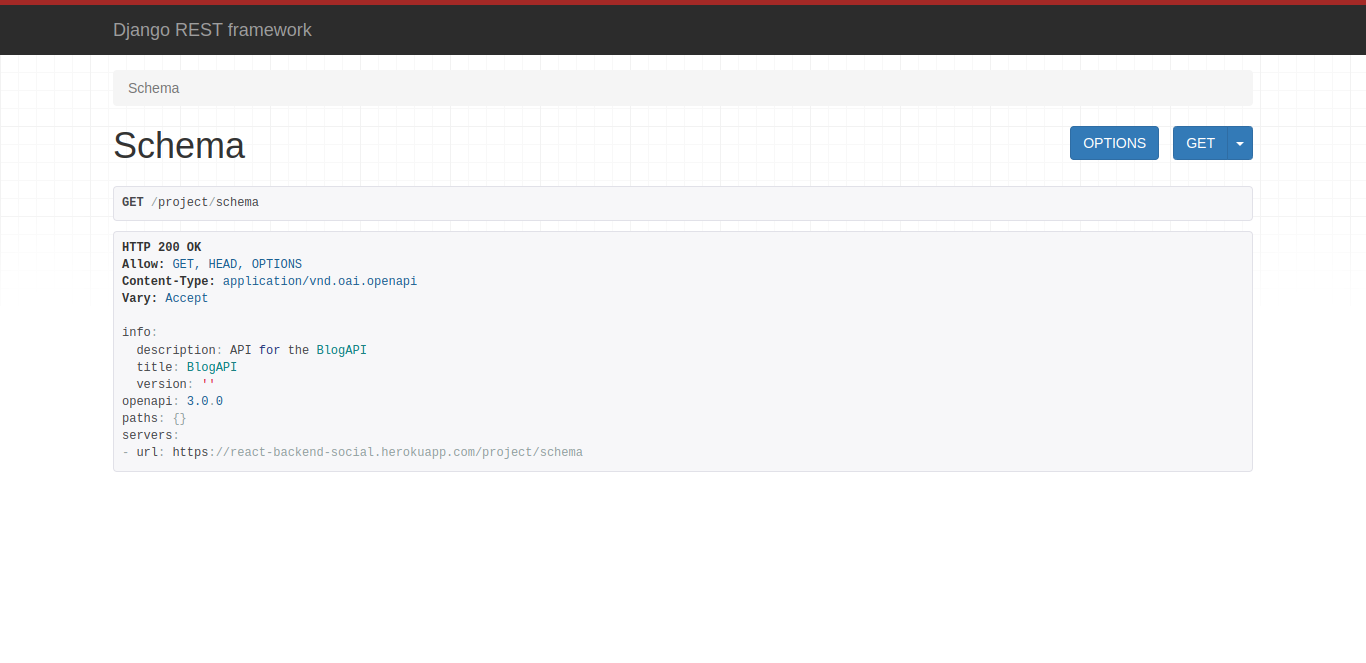 Django REST framework
Schema
Schema
OPTIONS GET
GET /project/schema
HTTP 200 OK
Allow: GET, HEAD, OPTIONS
Content-Type: application/vnd.oai.openapi
Vary: Accept
info:
  description: API for the BlogAPI
  title: BlogAPI
  version: ''
openapi: 3.0.0
paths: {}
servers:
- url: https://react-backend-social.herokuapp.com/project/schema